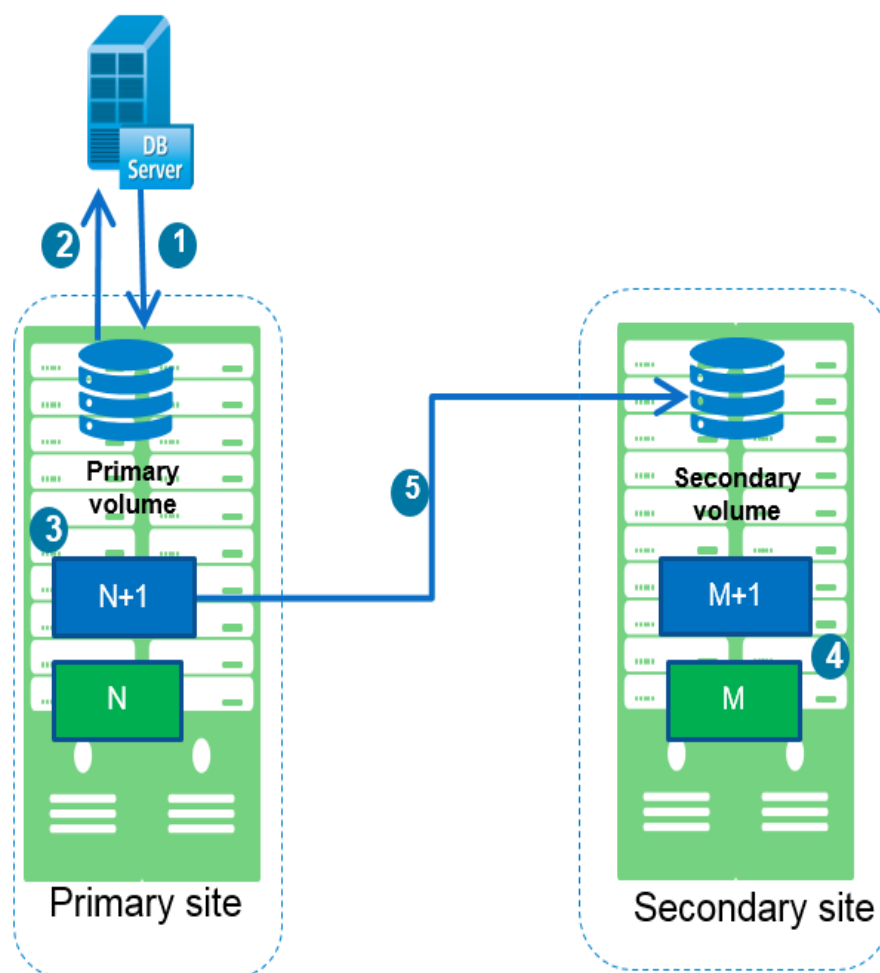 DB
Server
2
1
Primary
volume
Secondary
volume
5
3
N+1
M+1
4
N
M
Primary site
Secondary site